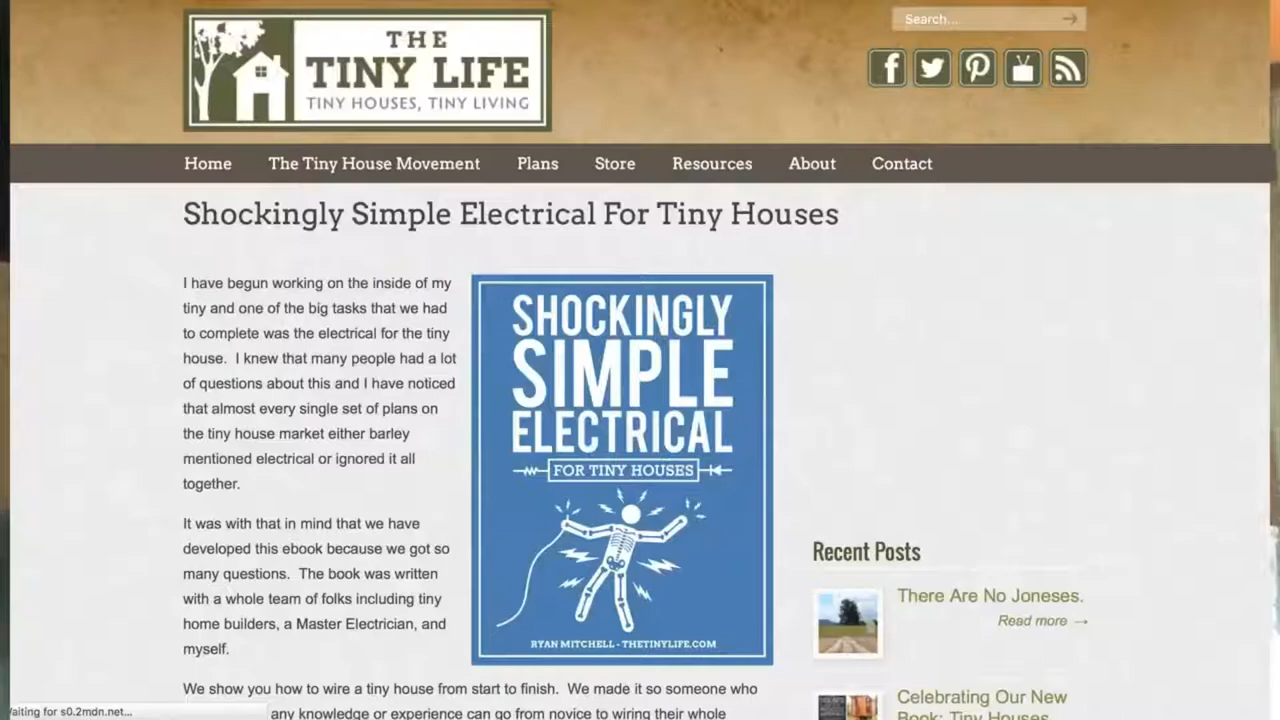 THE
TINY LIFE
TINY HOUSES, TINY LIVING
Search...
Home The Tiny House Movement Plans Store Resources About Contact
Shockingly Simple Electrical For Tiny Houses
I have begun working on the inside of my
tiny and one of the big tasks that we had
to complete was the electrical for the tiny
house. I knew that many people had a lot
of questions about this and I have noticed
that almost every single set of plans on
the tiny house market either barley
mentioned electrical or ignored it all
together.
It was with that in mind that we have
developed this ebook because we got so
many questions. The book was written
with a whole team of folks including tiny
home builders, a Master Electrician, and
myself.
SHOCKINGLY
SIMPLE
ELECTRICAL
FOR TINY HOUSES
RYAN MITCHELL - THETINYLIFE.COM
We show you how to wire a tiny house from start to finish. We made it so someone who
any knowledge or experience can go from novice to wiring their whole
Recent Posts
There Are No Joneses.
Read more →
Celebrating Our New
Book: Tiny Houses
Waiting for s0.2mdn.net...